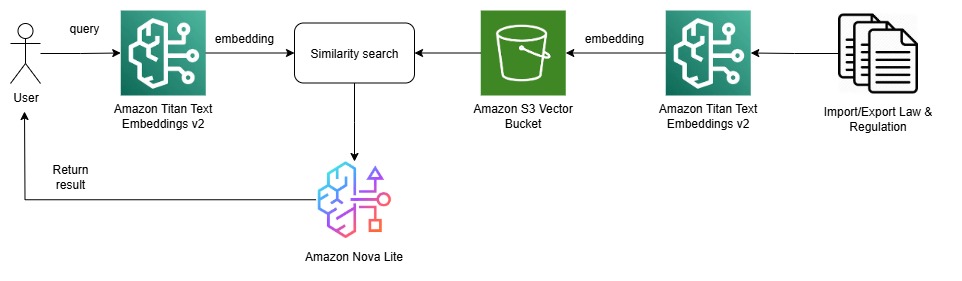 query
embedding
Similarity search
embedding
User
Amazon Titan Text
Embeddings v2
Amazon S3 Vector
Bucket
Amazon Titan Text
Embeddings v2
Import/Export Law &
Regulation
Return
result
Amazon Nova Lite